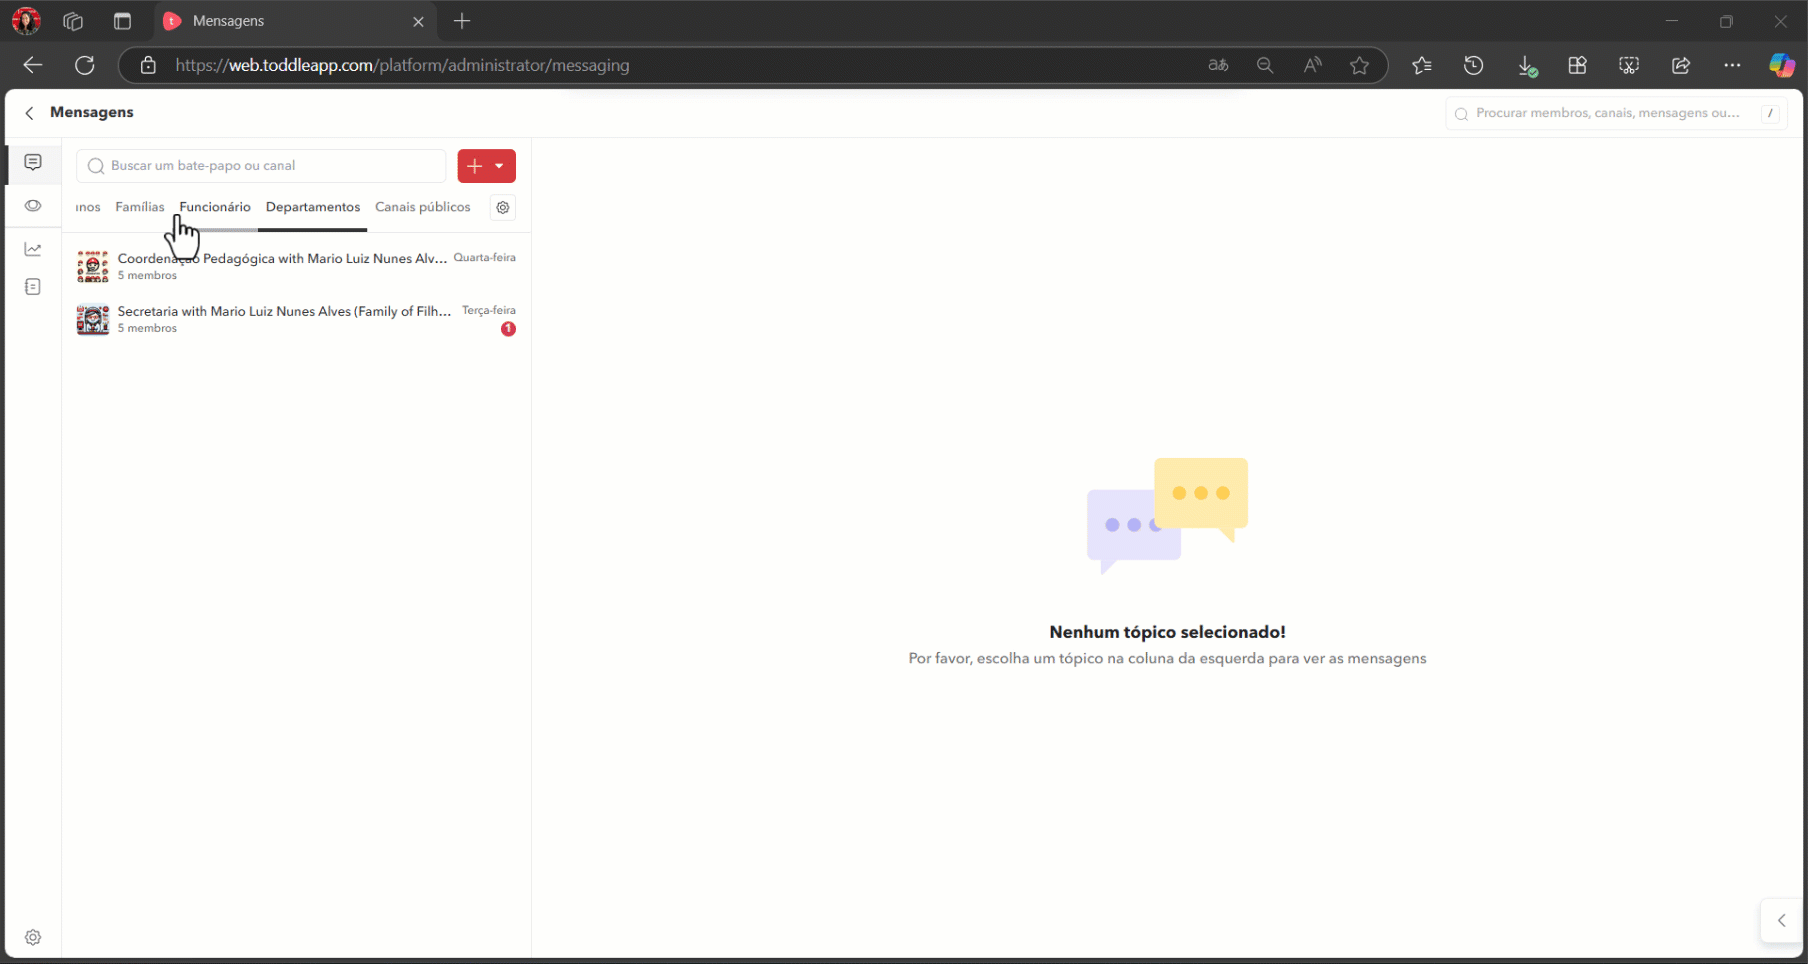 Mensagens
https://web.toddleapp.com/platform/administrator/messaging
Mensagens
Procurar membros, canais, mensagens ou... /
Buscar um bate-papo ou canal
Famílias Funcionário Departamentos Canais públicos
Coordenação Pedagógica with Mario Luiz Nunes Alv... Quarta-feira
5 membros
Secretaria with Mario Luiz Nunes Alves (Family of Filh... Terça-feira
5 membros 1
Nenhum tópico selecionado!
Por favor, escolha um tópico na coluna da esquerda para ver as mensagens